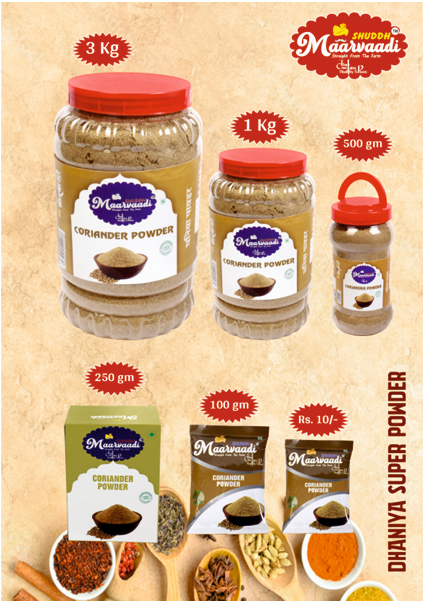 SHUDDH
Maarvaadi
TM
Straight From The Farm
3 Kg
1 Kg
500 gm
Maarvaadi
CORIANDER POWDER
Maarvaadi
CORIANDER POWDER
Maarvaadi
CORIANDER POWDER
250 gm
100 gm
Rs. 10/-
Maarvaadi
CORIANDER
POWDER
Maarvaadi
CORIANDER
POWDER
Maarvaadi
CORIANDER
POWDER
DHANIYA SUPER POWDER